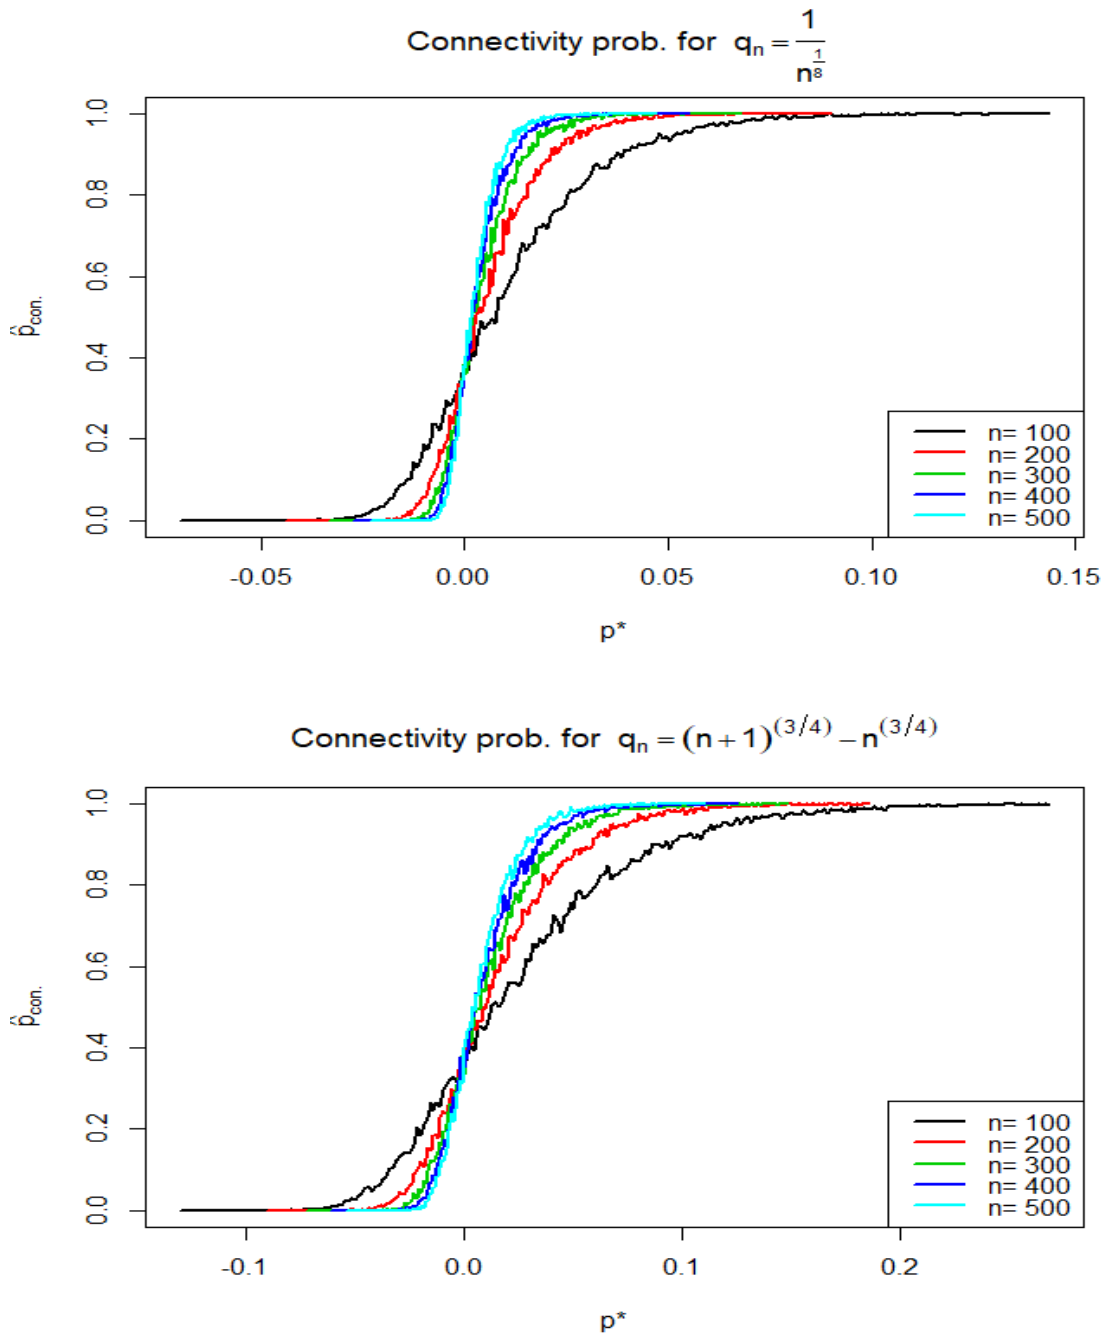 Connectivity prob. for q_n = 1/n^(1/8)
p̂con.
1.0
0.8
0.6
0.4
0.2
0.0
-0.05 0.00 0.05 0.10 0.15
p*
n= 100
n= 200
n= 300
n= 400
n= 500
Connectivity prob. for q_n = (n + 1)^(3/4) − n^(3/4)
p̂con.
1.0
0.8
0.6
0.4
0.2
0.0
-0.1 0.0 0.1 0.2
p*
n= 100
n= 200
n= 300
n= 400
n= 500